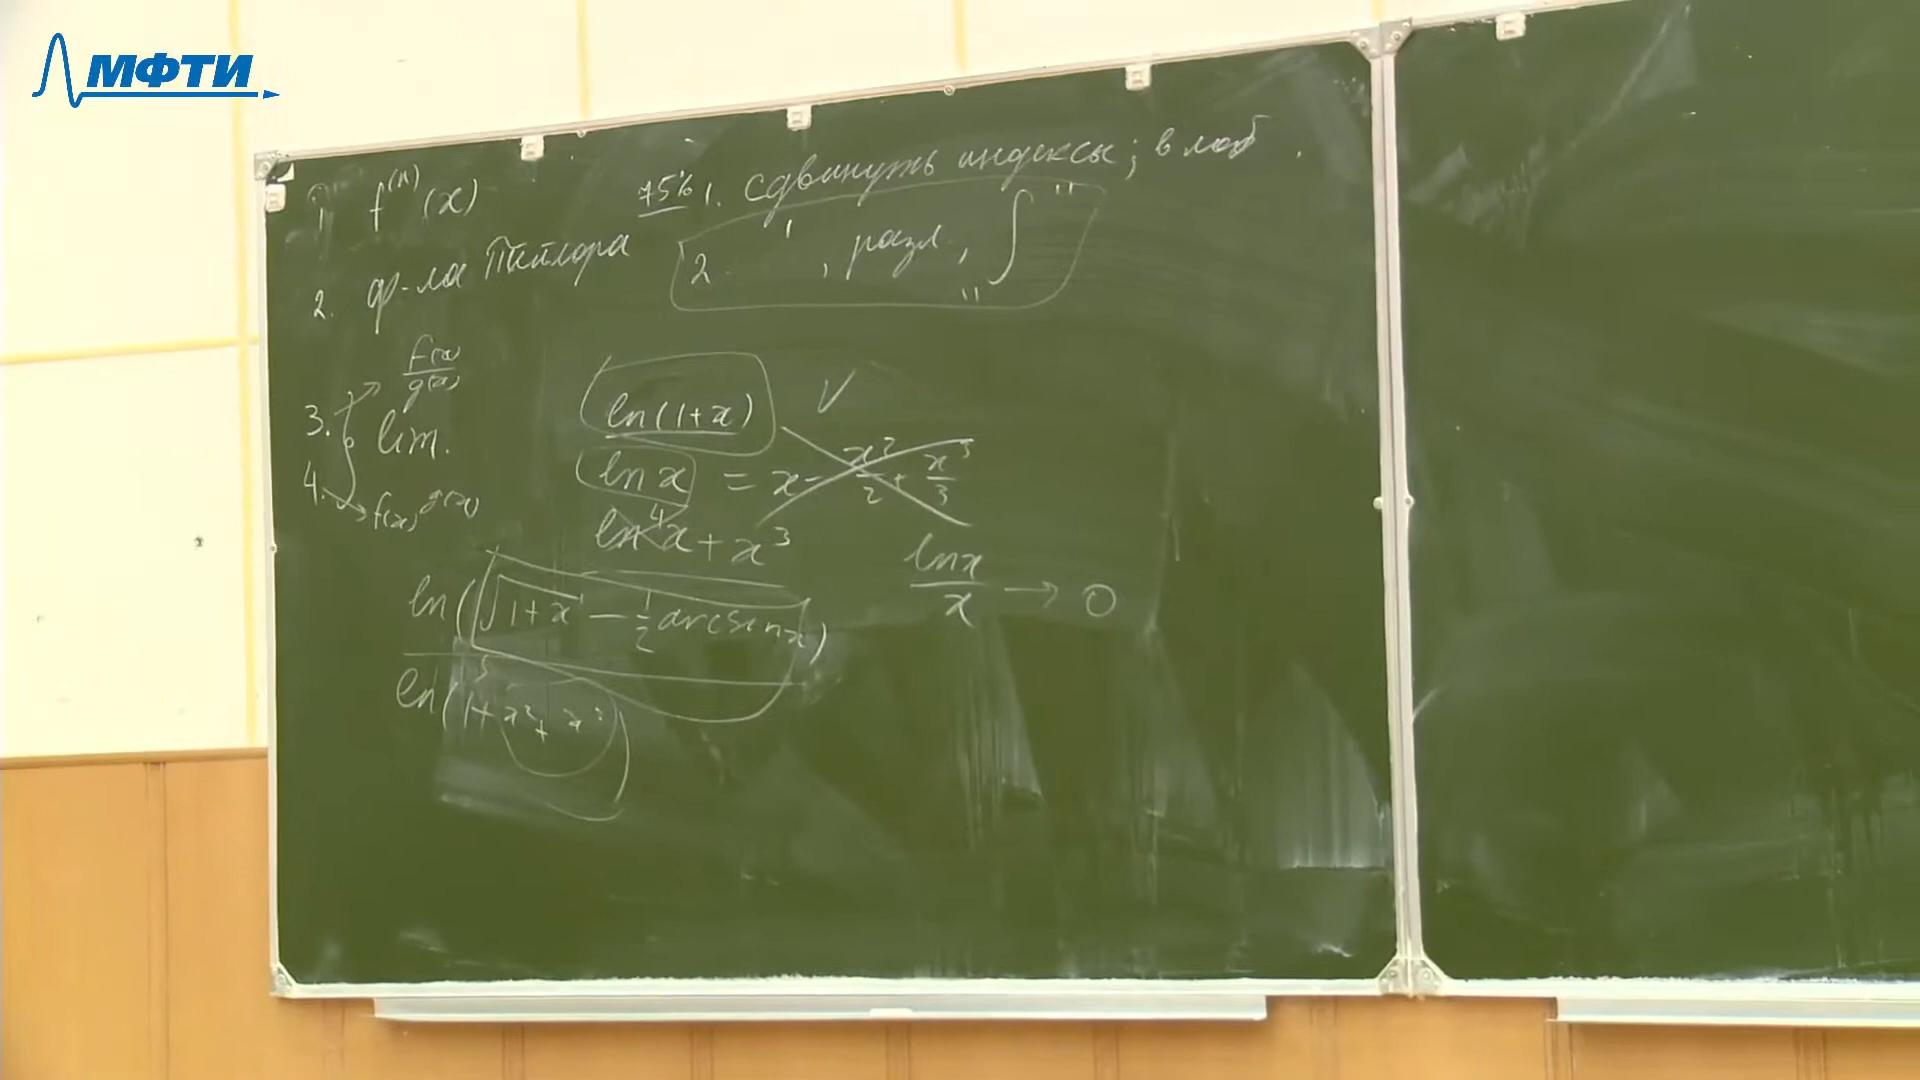 МФТИ
1. f^(n)(x)
75% 1. сдвинуть индексы; в лоб.
2. ф-ла Тейлора
2. ', разл, "∫"
f(x)/g(x)
3. lim.
4. f(x)^g(x)
ln(1+x) V
ln x = x - x²/2 + x³/3
ln⁴x + x³
ln x/x → 0
ln(√1+x - 1/2 arcsin x)
ln(1+x²+x³)